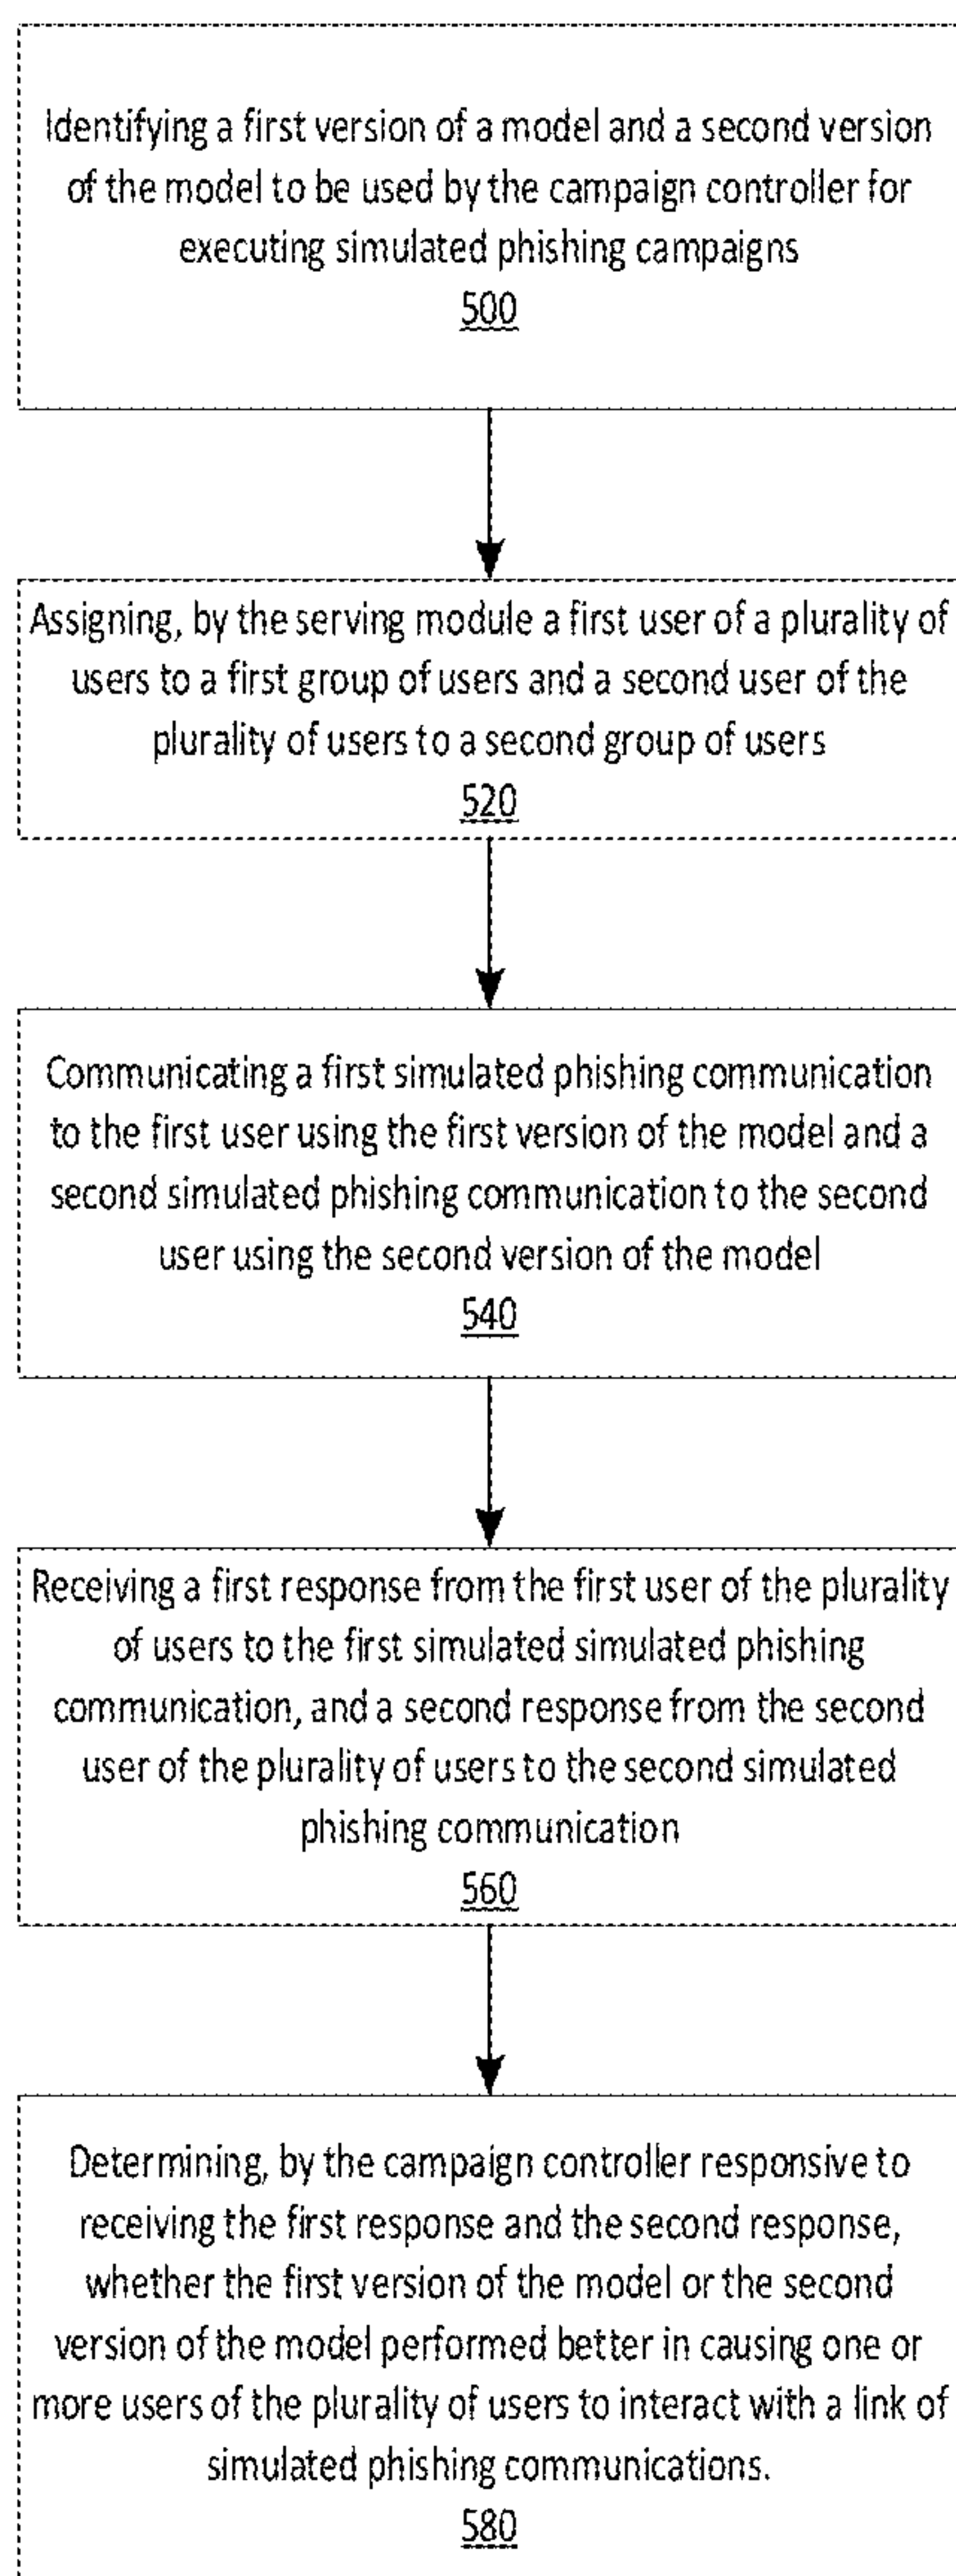 Identifying a first version of a model and a second version
of the model to be used by the campaign controller for
executing simulated phishing campaigns
500
Assigning, by the serving module a first user of a plurality of
users to a first group of users and a second user of the
plurality of users to a second group of users
520
Communicating a first simulated phishing communication
to the first user using the first version of the model and a
second simulated phishing communication to the second
user using the second version of the model
540
Receiving a first response from the first user of the plurality
of users to the first simulated simulated phishing
communication, and a second response from the second
user of the plurality of users to the second simulated
phishing communication
560
Determining, by the campaign controller responsive to
receiving the first response and the second response,
whether the first version of the model or the second
version of the model performed better in causing one or
more users of the plurality of users to interact with a link of
simulated phishing communications.
580